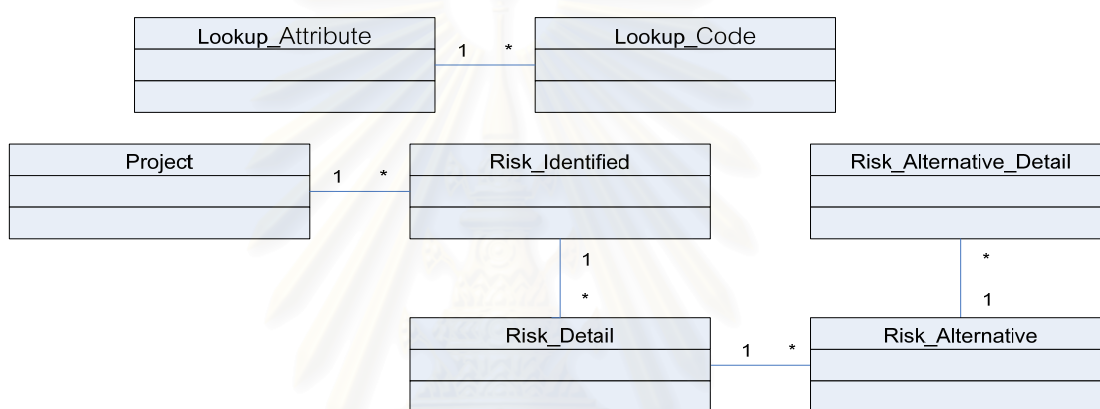 Lookup_Attribute
1 *
Lookup_Code
Project
1 *
Risk_Identified
Risk_Alternative_Detail
1
*
*
1
Risk_Detail
1 *
Risk_Alternative